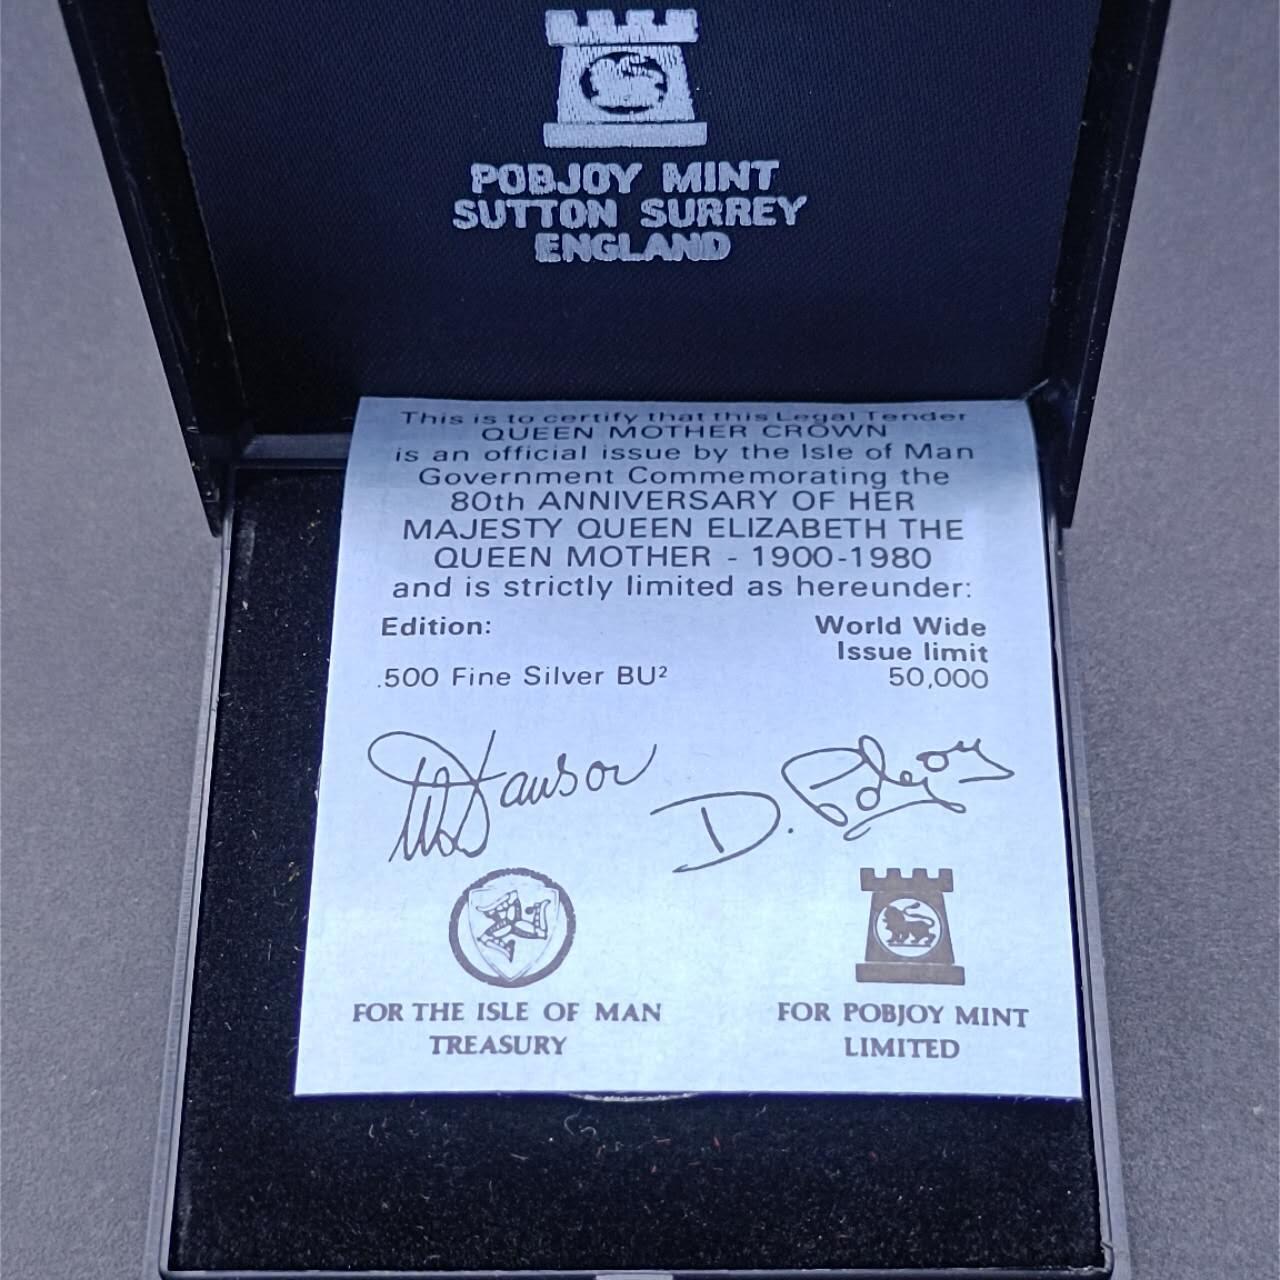 POBJOY MINT
SUTTON SURREY
ENGLAND
This is to certify that this Legal Tender
QUEEN MOTHER CROWN
is an official issue by the Isle of Man
Government Commemorating the
80th ANNIVERSARY OF HER
MAJESTY QUEEN ELIZABETH THE
QUEEN MOTHER - 1900-1980
and is strictly limited as hereunder:
Edition: World Wide
Issue limit
.500 Fine Silver BU² 50,000
D. Pobjoy
FOR THE ISLE OF MAN
TREASURY
FOR POBJOY MINT
LIMITED